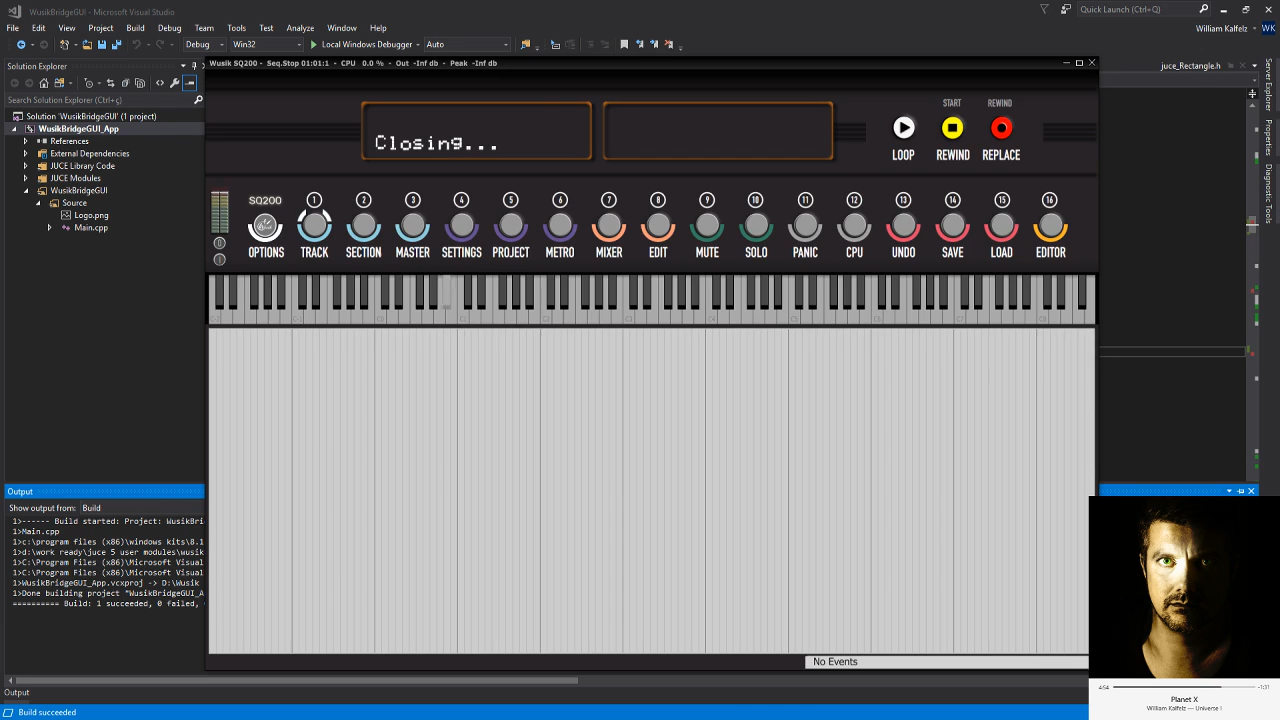 WusikBridgeGUI - Microsoft Visual Studio
Quick Launch (Ctrl+Q)
File Edit View Project Build Debug Team Tools Test Analyze Window Help
William Kalfelz WK
Debug Win32 Local Windows Debugger Auto
Solution Explorer
Search Solution Explorer (Ctrl+ç)
Solution 'WusikBridgeGUI' (1 project)
WusikBridgeGUI_App
References
External Dependencies
JUCE Library Code
JUCE Modules
WusikBridgeGUI
Source
Logo.png
Main.cpp
Wusik SQ200 - Seq.Stop 01:01:1 - CPU 0.0 % - Out -Inf db - Peak -Inf db
juce_Rectangle.h
Server Explorer
Properties
Diagnostic Tools
Closing...
START REWIND
LOOP REWIND REPLACE
SQ200 1 2 3 4 5 6 7 8 9 10 11 12 13 14 15 16
OPTIONS TRACK SECTION MASTER SETTINGS PROJECT METRO MIXER EDIT MUTE SOLO PANIC CPU UNDO SAVE LOAD EDITOR
No Events
Output
Show output from: Build
1>------ Build started: Project: WusikBri
1>Main.cpp
1>c:\program files (x86)\windows kits\8.1
1>d:\work ready\juce 5 user modules\wusik
1>C:\Program Files (x86)\Microsoft Visual
1>C:\Program Files (x86)\Microsoft Visual
1>WusikBridgeGUI_App.vcxproj -> D:\Wusik
1>Done building project "WusikBridgeGUI_A
========== Build: 1 succeeded, 0 failed,
Output
Build succeeded
4:54 -1:31
Planet X
William Kalfelz — Universe I